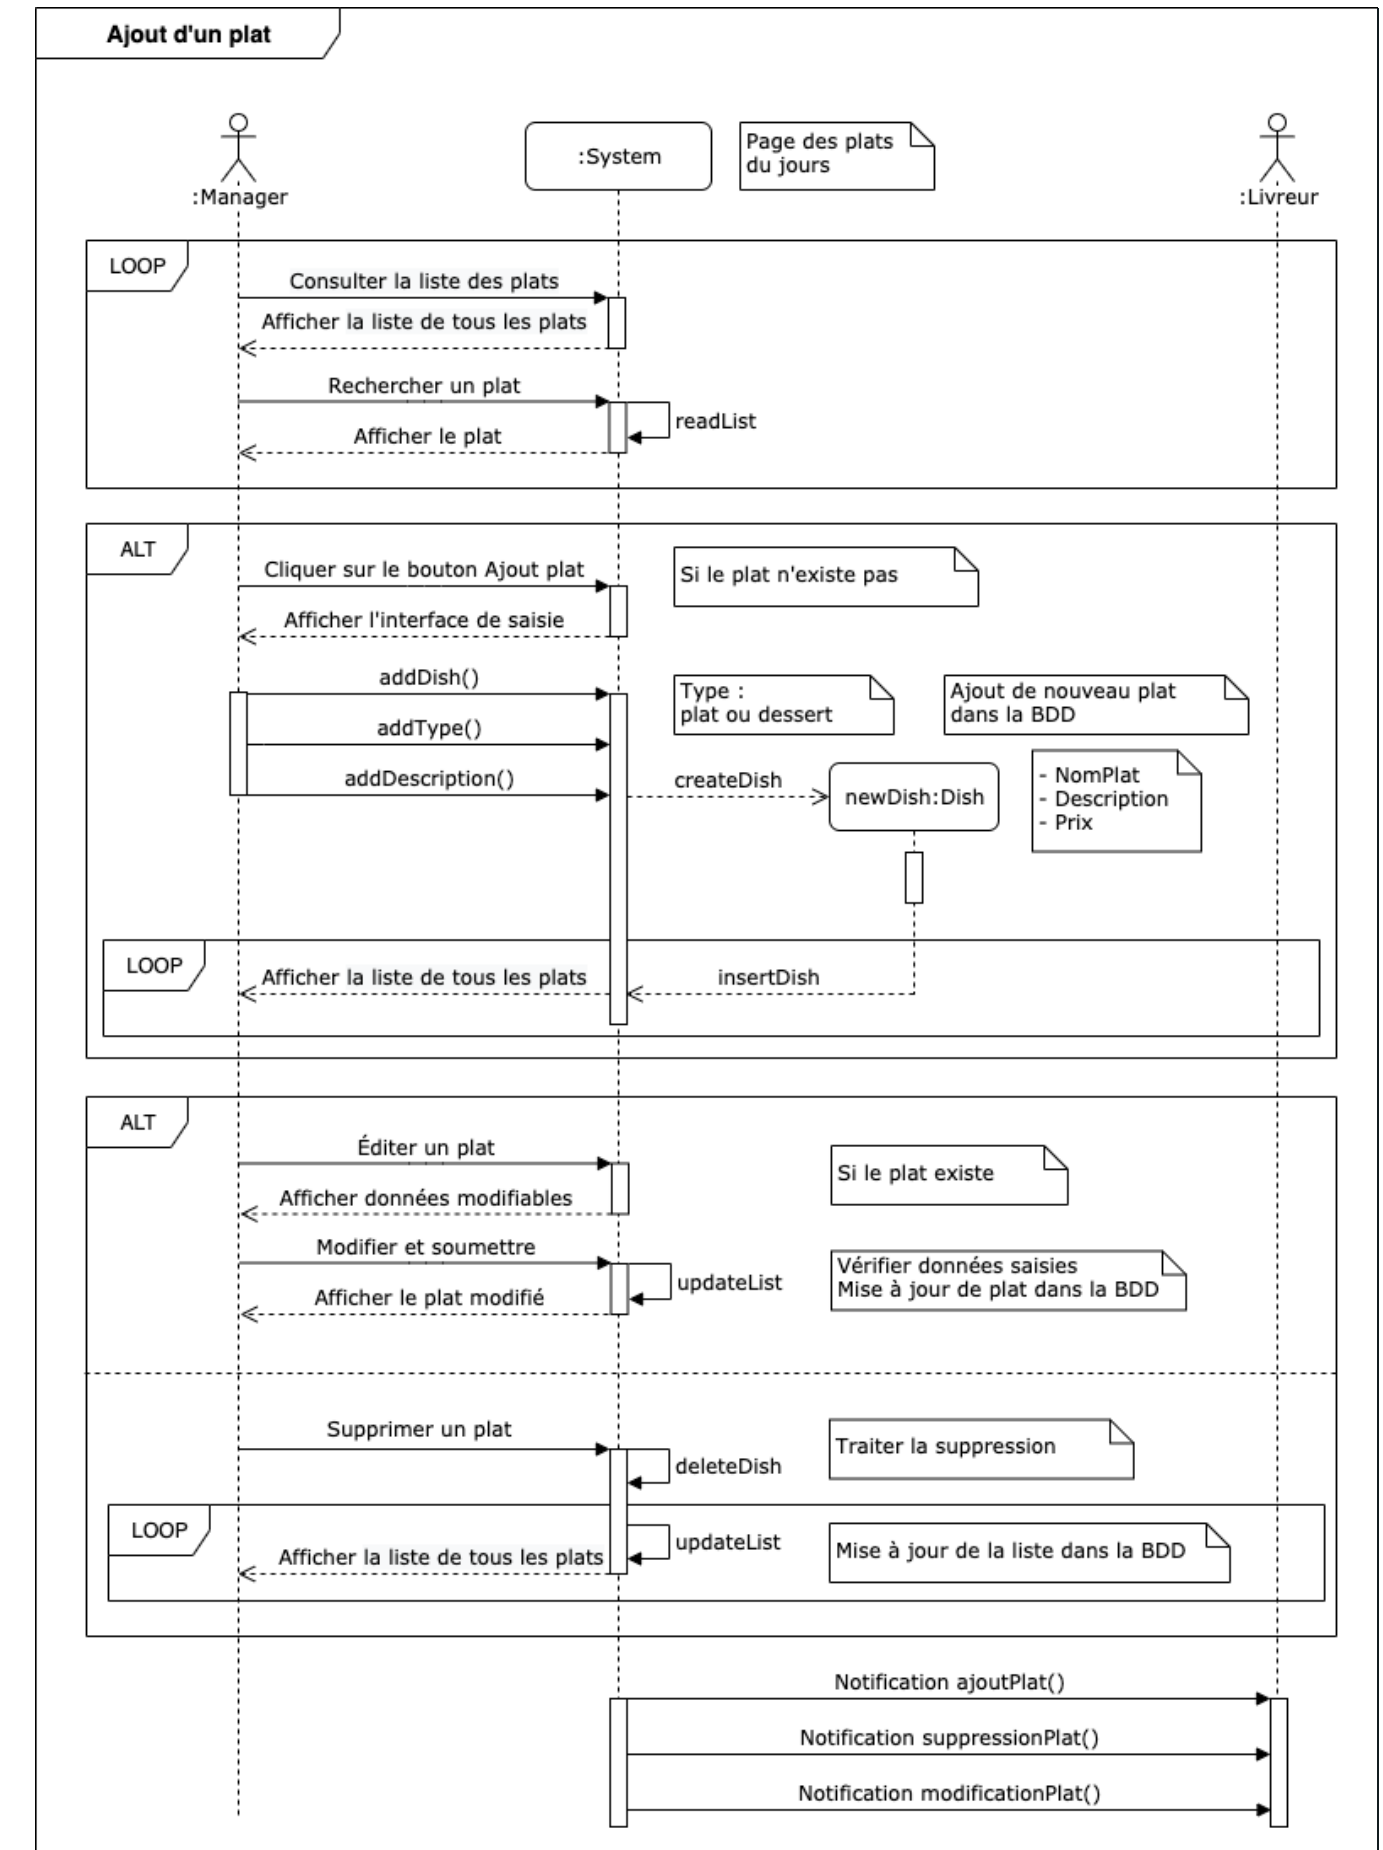 Ajout d'un plat
:Manager
:System
Page des plats
du jours
:Livreur
LOOP
Consulter la liste des plats
Afficher la liste de tous les plats
Rechercher un plat
readList
Afficher le plat
ALT
Cliquer sur le bouton Ajout plat
Si le plat n'existe pas
Afficher l'interface de saisie
addDish()
Type :
plat ou dessert
Ajout de nouveau plat
dans la BDD
addType()
addDescription()
createDish
newDish:Dish
- NomPlat
- Description
- Prix
LOOP
Afficher la liste de tous les plats
insertDish
ALT
Éditer un plat
Si le plat existe
Afficher données modifiables
Modifier et soumettre
updateList
Vérifier données saisies
Mise à jour de plat dans la BDD
Afficher le plat modifié
Supprimer un plat
Traiter la suppression
deleteDish
LOOP
updateList
Mise à jour de la liste dans la BDD
Afficher la liste de tous les plats
Notification ajoutPlat()
Notification suppressionPlat()
Notification modificationPlat()